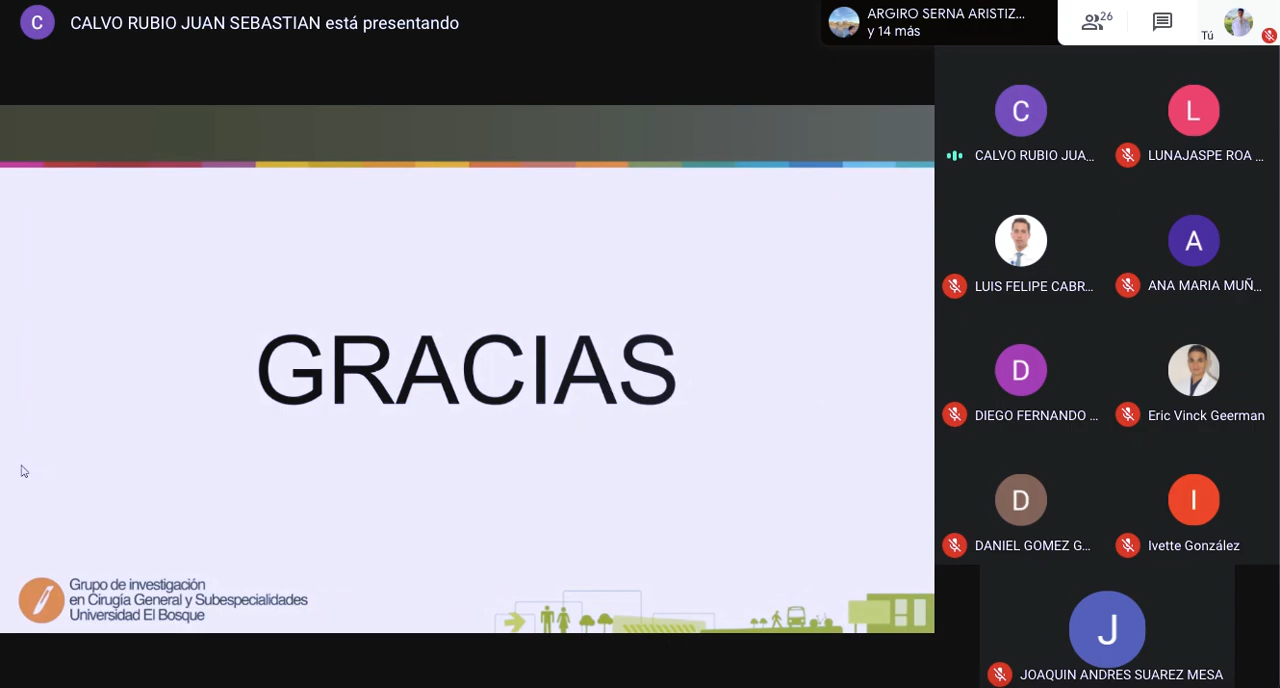 C
CALVO RUBIO JUAN SEBASTIAN está presentando
ARGIRO SERNA ARISTIZ...
y 14 más
26
Tú
C
CALVO RUBIO JUA...
L
LUNAJASPE ROA ...
LUIS FELIPE CABR...
A
ANA MARIA MUÑ...
D
DIEGO FERNANDO ...
Eric Vinck Geerman
D
DANIEL GOMEZ G...
I
Ivette González
J
JOAQUIN ANDRES SUAREZ MESA
GRACIAS
Grupo de investigación
en Cirugía General y Subespecialidades
Universidad El Bosque